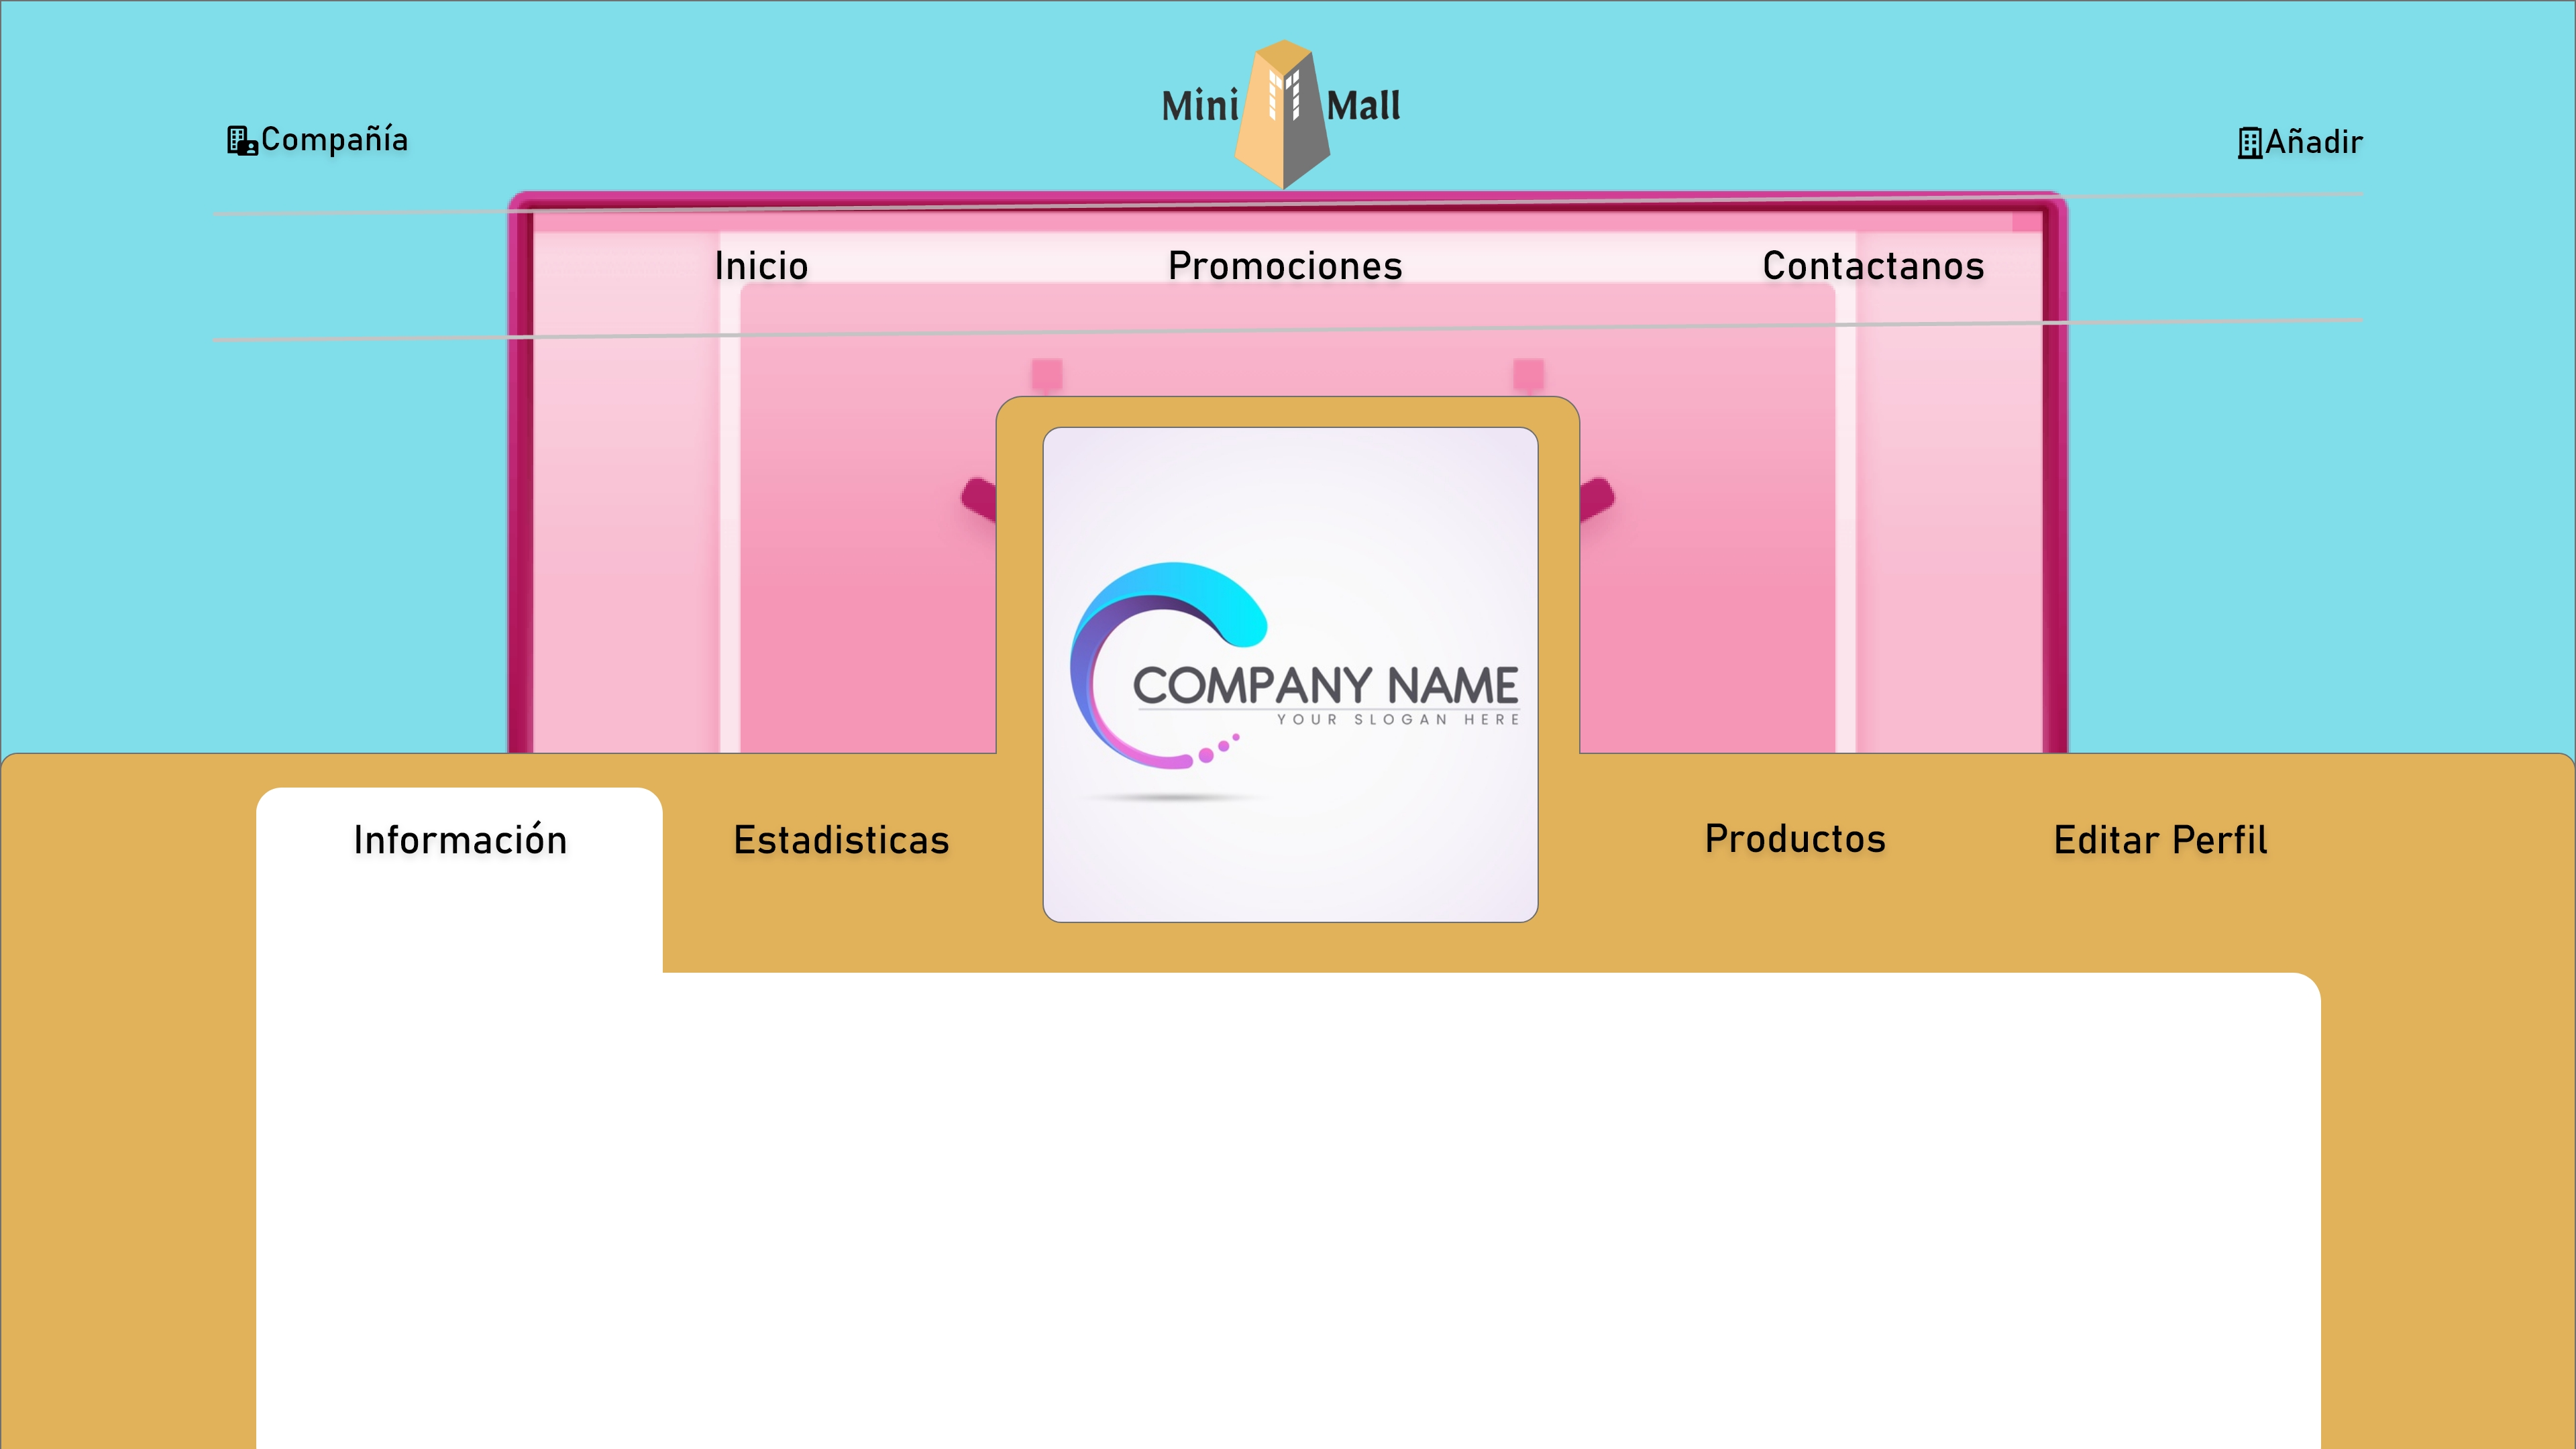 Mini Mall
Compañía
Añadir
Inicio
Promociones
Contactanos
COMPANY NAME
YOUR SLOGAN HERE
Información
Estadisticas
Productos
Editar Perfil